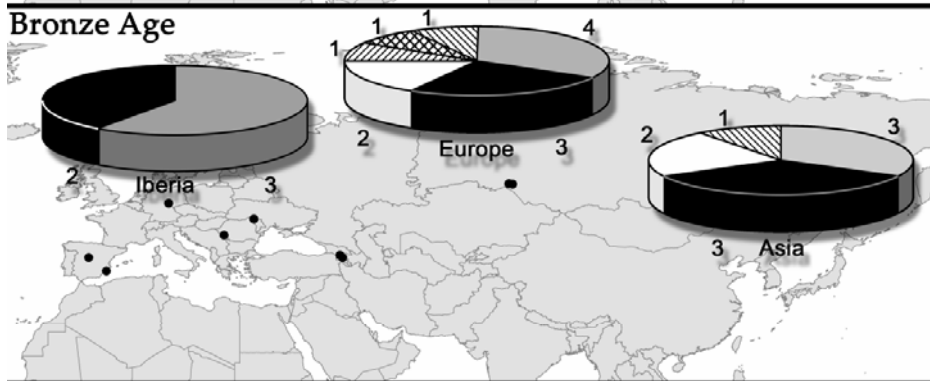 Bronze Age
1 1 1 4
2 Europe 3
2 Iberia 3
2 1 3
3 Asia